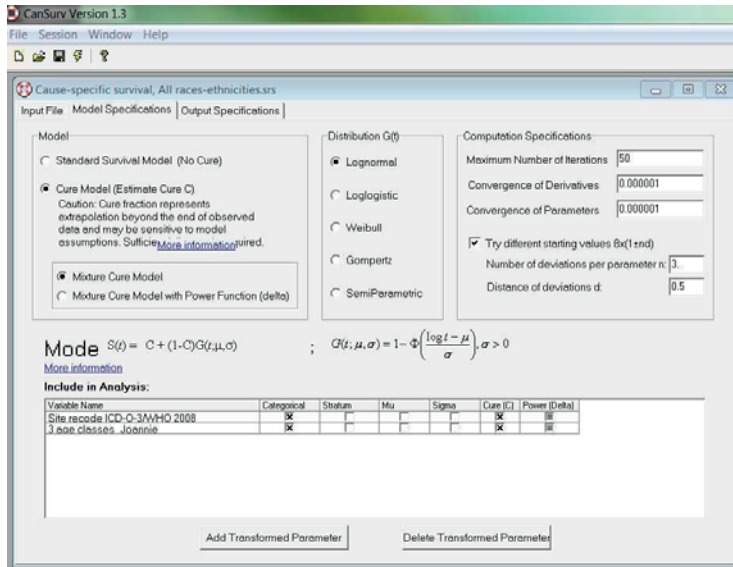 CanSurv Version 1.3
File Session Window Help
Cause-specific survival, All races-ethnicities.srs
Input File Model Specifications Output Specifications
Model
Standard Survival Model (No Cure)
Cure Model (Estimate Cure C)
Caution: Cure fraction represents
extrapolation beyond the end of observed
data and may be sensitive to model
assumptions. Sufficie More information uired.
Mixture Cure Model
Mixture Cure Model with Power Function (delta)
Distribution G(t)
Lognormal
Loglogistic
Weibull
Gompertz
SemiParametric
Computation Specifications
Maximum Number of Iterations 50
Convergence of Derivatives 0.000001
Convergence of Parameters 0.000001
Try different starting values θx(1±nd)
Number of deviations per parameter n: 3.
Distance of deviations d: 0.5
Mode S(t) = C + (1-C)G(t;μ,σ) ; G(t; μ, σ) = 1 − Φ((log t − μ)/σ), σ > 0
More information
Include in Analysis:
Variable Name Categorical Stratum Mu Sigma Cure (C) Power (Delta)
Site recode ICD-O-3/WHO 2008
3 age classes Joannie
Add Transformed Parameter Delete Transformed Parameter